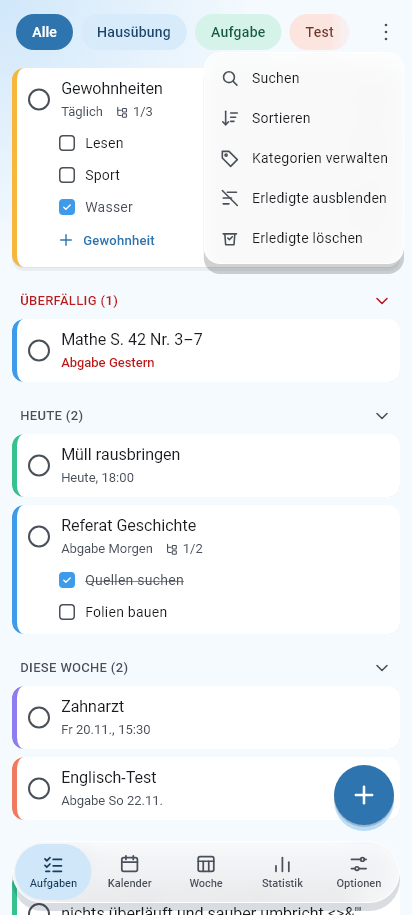 Alle Hausübung Aufgabe Test
Gewohnheiten
Täglich 1/3
Lesen
Sport
Wasser
Gewohnheit
Suchen
Sortieren
Kategorien verwalten
Erledigte ausblenden
Erledigte löschen
ÜBERFÄLLIG (1)
Mathe S. 42 Nr. 3–7
Abgabe Gestern
HEUTE (2)
Müll rausbringen
Heute, 18:00
Referat Geschichte
Abgabe Morgen 1/2
Quellen suchen
Folien bauen
DIESE WOCHE (2)
Zahnarzt
Fr 20.11., 15:30
Englisch-Test
Abgabe So 22.11.
Aufgaben Kalender Woche Statistik Optionen
nichts überläuft und sauber umbricht <>&"'